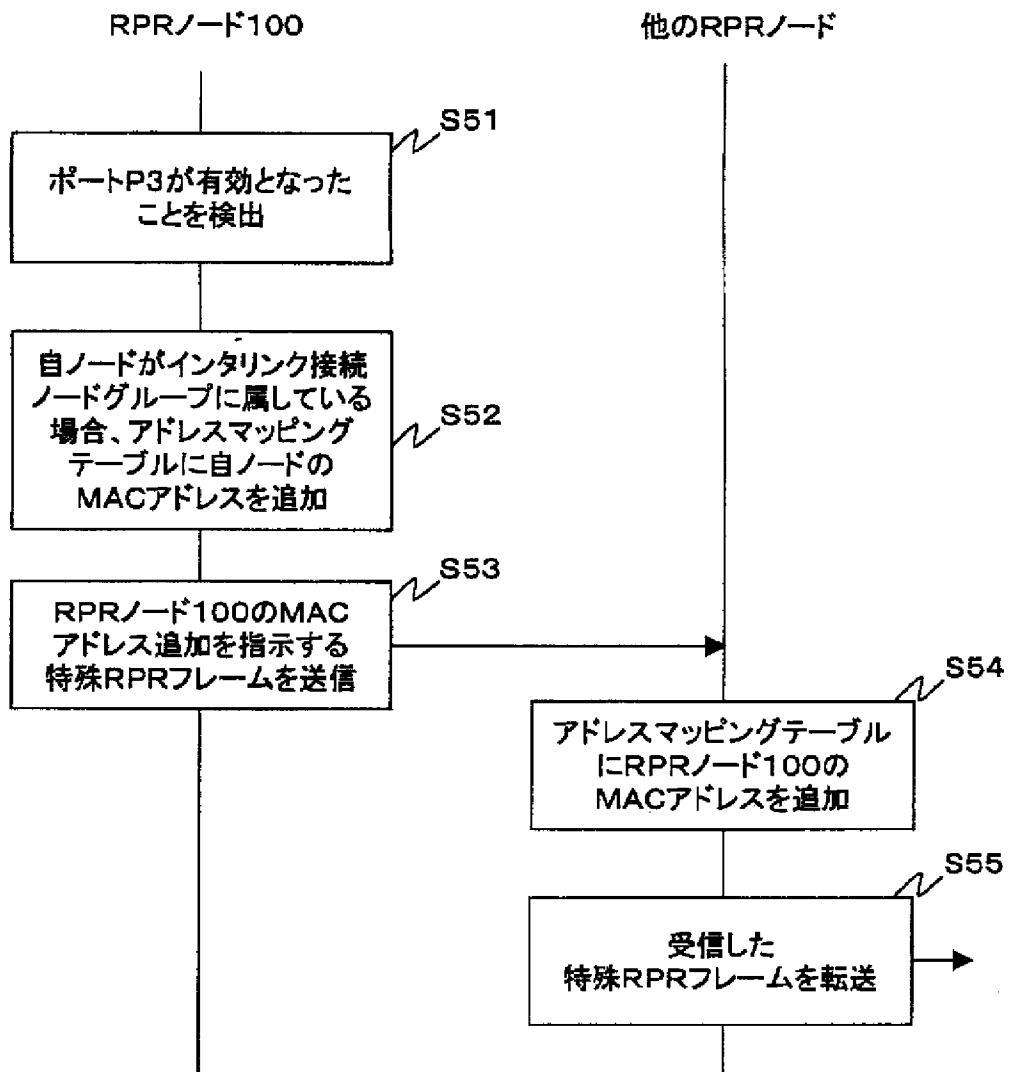 RPRノード100
他のRPRノード
S51
ポートP3が有効となった
ことを検出
自ノードがインタリンク接続
ノードグループに属している
場合、アドレスマッピング
テーブルに自ノードの
MACアドレスを追加
S52
S53
RPRノード100のMAC
アドレス追加を指示する
特殊RPRフレームを送信
S54
アドレスマッピングテーブル
にRPRノード100の
MACアドレスを追加
S55
受信した
特殊RPRフレームを転送